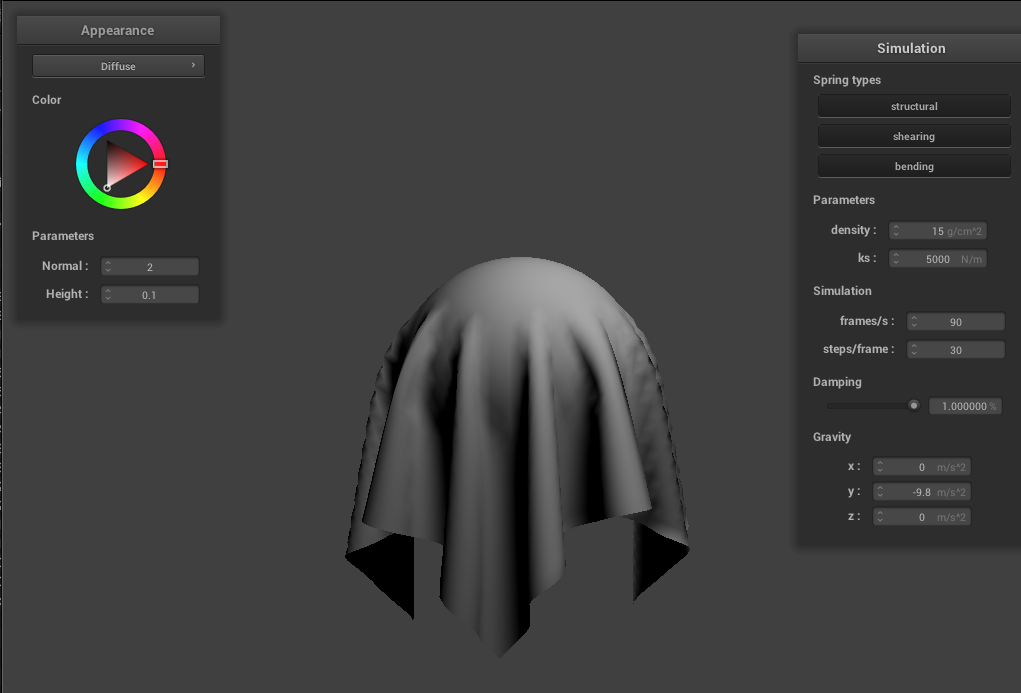 Appearance
Diffuse
Color
Parameters
Normal :
2
Height :
0.1
Simulation
Spring types
structural
shearing
bending
Parameters
density : 15 g/cm^2
ks : 5000 N/m
Simulation
frames/s : 90
steps/frame : 30
Damping
1.000000 %
Gravity
x : 0 m/s^2
y : -9.8 m/s^2
z : 0 m/s^2